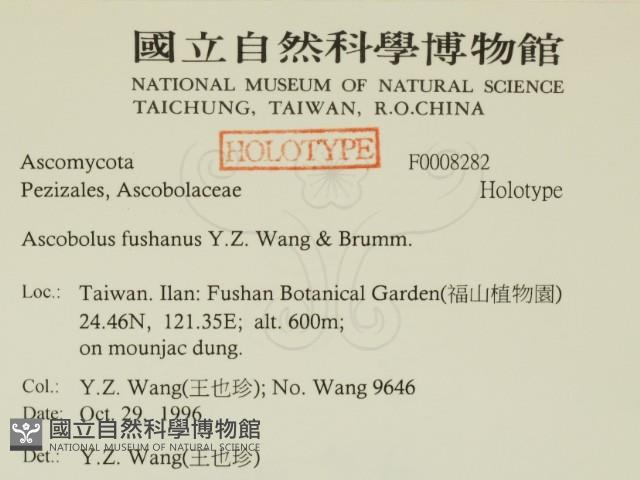 國立自然科學博物館
NATIONAL MUSEUM OF NATURAL SCIENCE
TAICHUNG, TAIWAN, R.O.CHINA
HOLOTYPE
Ascomycota F0008282
Pezizales, Ascobolaceae Holotype
Ascobolus fushanus Y.Z. Wang & Brumm.
Loc.: Taiwan. Ilan: Fushan Botanical Garden(福山植物園)
24.46N, 121.35E; alt. 600m;
on mounjac dung.
Col.: Y.Z. Wang(王也珍); No. Wang 9646
Date: Oct. 29, 1996
國立自然科學博物館
NATIONAL MUSEUM OF NATURAL SCIENCE
Det.: Y.Z. Wang(王也珍)